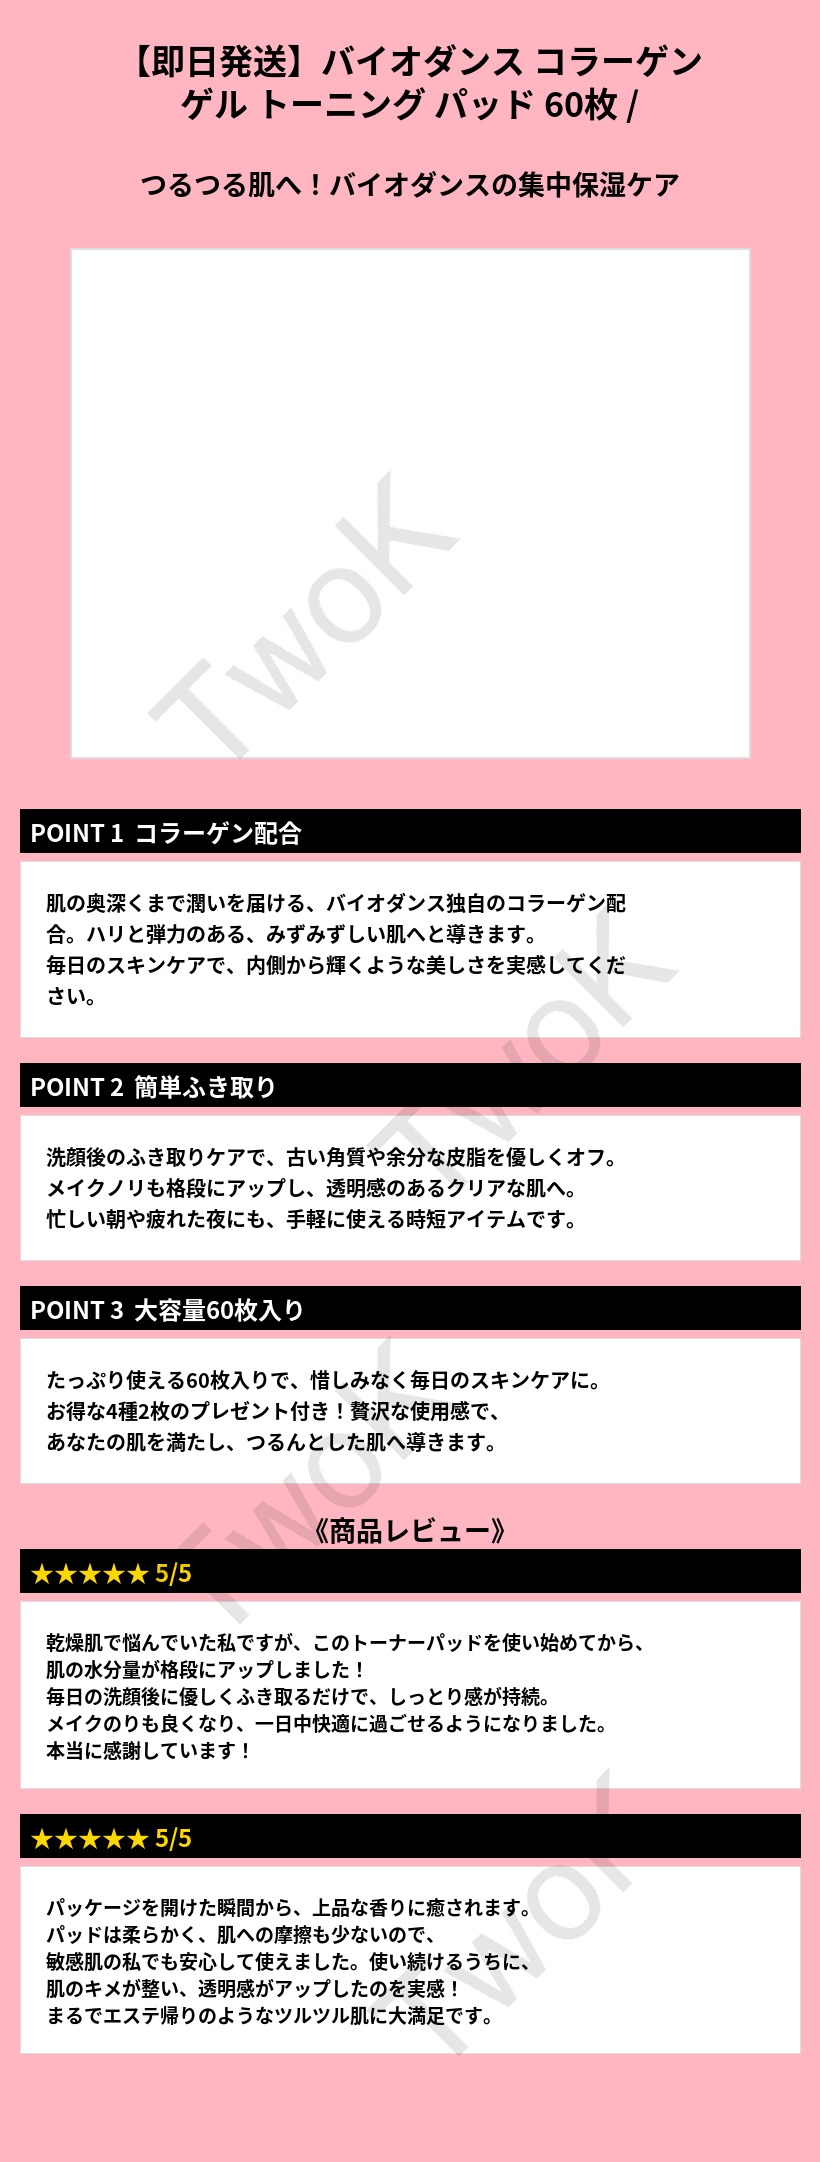 【即日発送】バイオダンス コラーゲン
ゲル トーニング パッド 60枚 /
つるつる肌へ！バイオダンスの集中保湿ケア
TwoK
POINT 1 コラーゲン配合
肌の奥深くまで潤いを届ける、バイオダンス独自のコラーゲン配
合。ハリと弾力のある、みずみずしい肌へと導きます。
毎日のスキンケアで、内側から輝くような美しさを実感してくだ
さい。
TwoK
POINT 2 簡単ふき取り
洗顔後のふき取りケアで、古い角質や余分な皮脂を優しくオフ。
メイクノリも格段にアップし、透明感のあるクリアな肌へ。
忙しい朝や疲れた夜にも、手軽に使える時短アイテムです。
POINT 3 大容量60枚入り
たっぷり使える60枚入りで、惜しみなく毎日のスキンケアに。
お得な4種2枚のプレゼント付き！贅沢な使用感で、
あなたの肌を満たし、つるんとした肌へ導きます。
TwoK
《商品レビュー》
★★★★★ 5/5
乾燥肌で悩んでいた私ですが、このトーナーパッドを使い始めてから、
肌の水分量が格段にアップしました！
毎日の洗顔後に優しくふき取るだけで、しっとり感が持続。
メイクのりも良くなり、一日中快適に過ごせるようになりました。
本当に感謝しています！
★★★★★ 5/5
パッケージを開けた瞬間から、上品な香りに癒されます。
パッドは柔らかく、肌への摩擦も少ないので、
敏感肌の私でも安心して使えました。使い続けるうちに、
肌のキメが整い、透明感がアップしたのを実感！
まるでエステ帰りのようなツルツル肌に大満足です。
TwoK